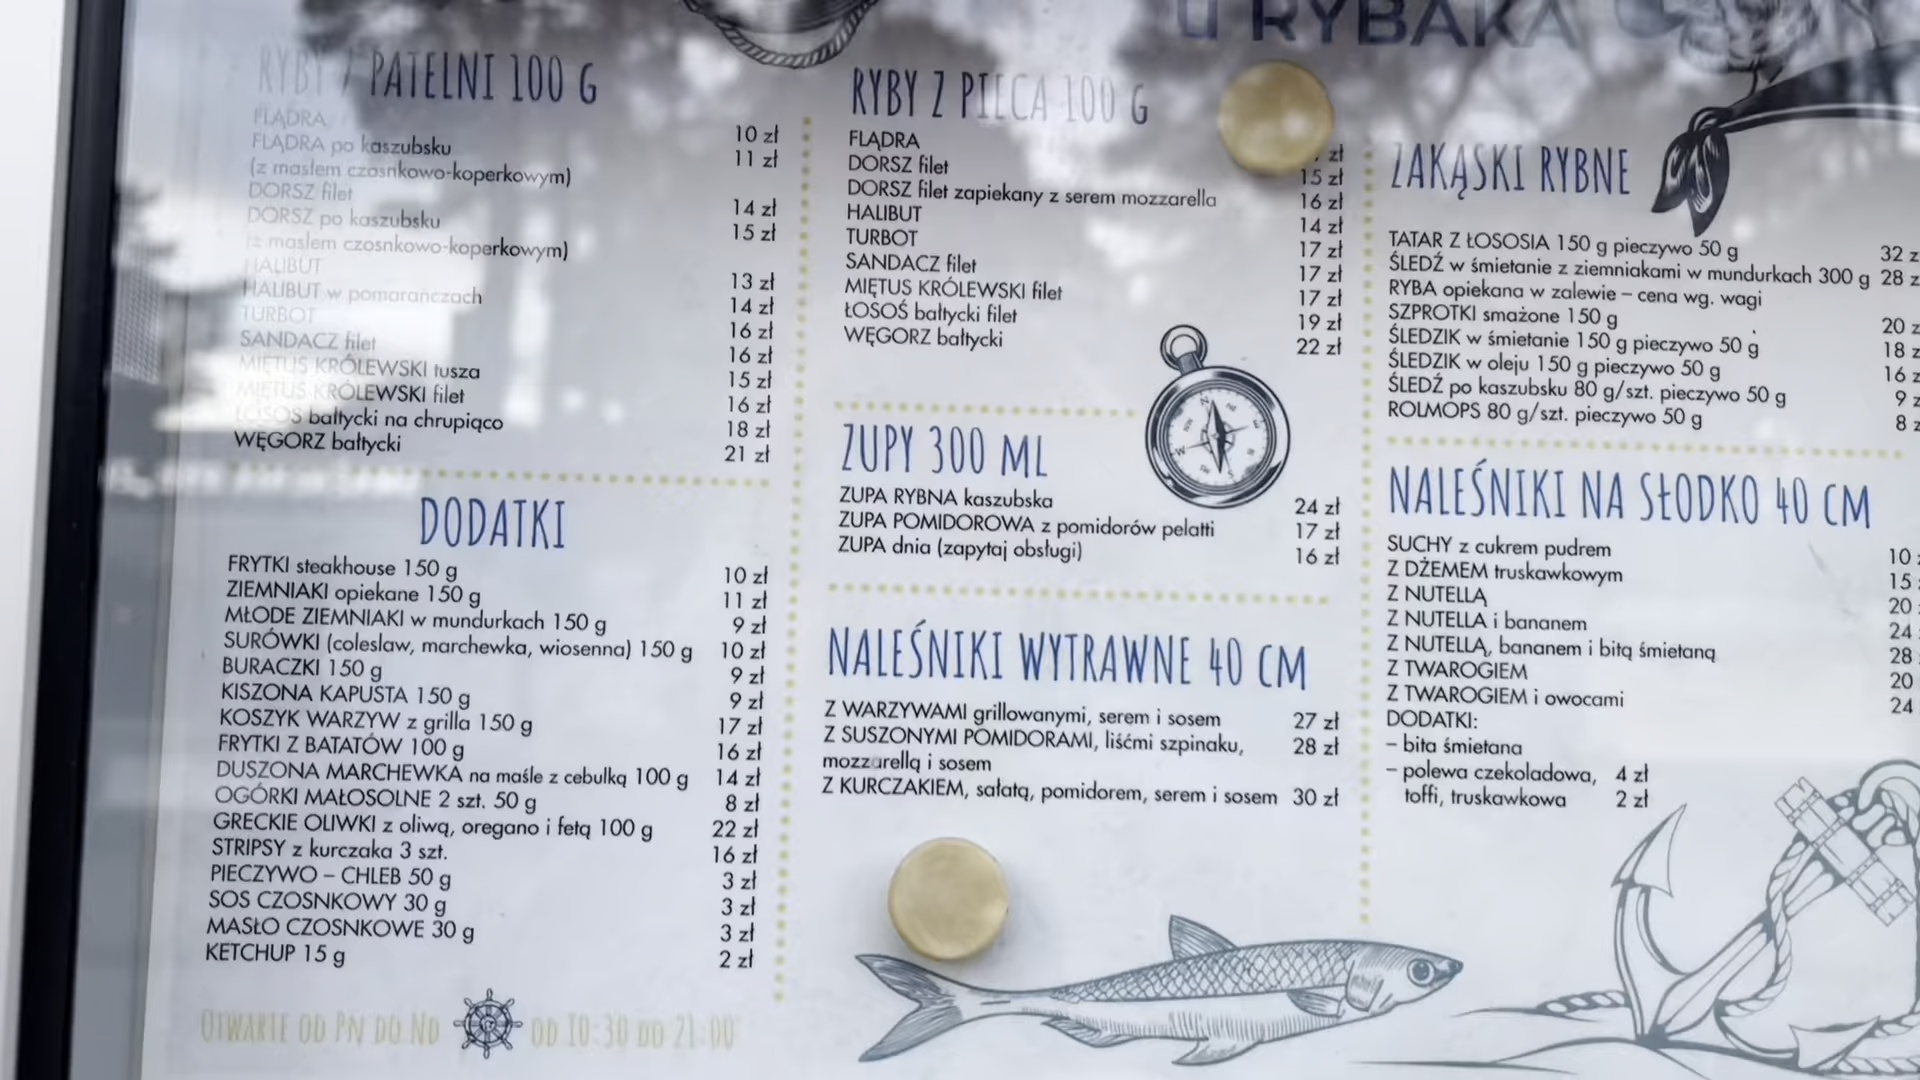 U RYBAKA
RYBY Z PATELNI 100 G
FLĄDRA 10 zł
FLĄDRA po kaszubsku 11 zł
(z masłem czosnkowo-koperkowym)
DORSZ filet 14 zł
DORSZ po kaszubsku 15 zł
(z masłem czosnkowo-koperkowym)
HALIBUT 13 zł
HALIBUT w pomarańczach 14 zł
TURBOT 16 zł
SANDACZ filet 16 zł
MIĘTUS KRÓLEWSKI tusza 15 zł
MIĘTUS KRÓLEWSKI filet 16 zł
ŁOSOŚ bałtycki na chrupiąco 18 zł
WĘGORZ bałtycki 21 zł
DODATKI
FRYTKI steakhouse 150 g 10 zł
ZIEMNIAKI opiekane 150 g 11 zł
MŁODE ZIEMNIAKI w mundurkach 150 g 9 zł
SURÓWKI (coleslaw, marchewka, wiosenna) 150 g 10 zł
BURACZKI 150 g 9 zł
KISZONA KAPUSTA 150 g 9 zł
KOSZYK WARZYW z grilla 150 g 17 zł
FRYTKI Z BATATÓW 100 g 16 zł
DUSZONA MARCHEWKA na maśle z cebulką 100 g 14 zł
OGÓRKI MAŁOSOLNE 2 szt. 50 g 8 zł
GRECKIE OLIWKI z oliwą, oregano i fetą 100 g 22 zł
STRIPSY z kurczaka 3 szt. 16 zł
PIECZYWO – CHLEB 50 g 3 zł
SOS CZOSNKOWY 30 g 3 zł
MASŁO CZOSNKOWE 30 g 3 zł
KETCHUP 15 g 2 zł
OTWARTE OD PN DO ND OD 10:30 DO 21:00
RYBY Z PIECA 100 G
FLĄDRA zł
DORSZ filet 15 zł
DORSZ filet zapiekany z serem mozzarella 16 zł
HALIBUT 14 zł
TURBOT 17 zł
SANDACZ filet 17 zł
MIĘTUS KRÓLEWSKI filet 17 zł
ŁOSOŚ bałtycki filet 19 zł
WĘGORZ bałtycki 22 zł
ZUPY 300 ML
ZUPA RYBNA kaszubska 24 zł
ZUPA POMIDOROWA z pomidorów pelatti 17 zł
ZUPA dnia (zapytaj obsługi) 16 zł
NALEŚNIKI WYTRAWNE 40 CM
Z WARZYWAMI grillowanymi, serem i sosem 27 zł
Z SUSZONYMI POMIDORAMI, liśćmi szpinaku, 28 zł
mozzarellą i sosem
Z KURCZAKIEM, sałatą, pomidorem, serem i sosem 30 zł
ZAKĄSKI RYBNE
TATAR Z ŁOSOSIA 150 g pieczywo 50 g 32 z
ŚLEDŹ w śmietanie z ziemniakami w mundurkach 300 g 28 z
RYBA opiekana w zalewie – cena wg. wagi
SZPROTKI smażone 150 g 20 z
ŚLEDZIK w śmietanie 150 g pieczywo 50 g 18 z
ŚLEDZIK w oleju 150 g pieczywo 50 g 16 z
ŚLEDŹ po kaszubsku 80 g/szt. pieczywo 50 g 9 z
ROLMOPS 80 g/szt. pieczywo 50 g 8 z
NALEŚNIKI NA SŁODKO 40 CM
SUCHY z cukrem pudrem 10
Z DŻEMEM truskawkowym 15
Z NUTELLĄ 20
Z NUTELLA i bananem 24
Z NUTELLĄ, bananem i bitą śmietaną 28
Z TWAROGIEM 20
Z TWAROGIEM i owocami 24
DODATKI:
– bita śmietana
– polewa czekoladowa, 4 zł
toffi, truskawkowa 2 zł